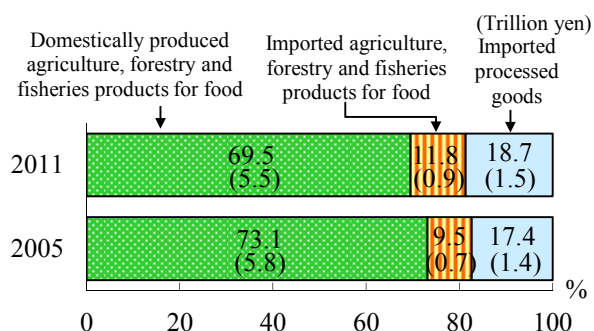 (Trillion yen)
Domestically produced
agriculture, forestry and
fisheries products for food
Imported agriculture,
forestry and fisheries
products for food
Imported
processed
goods
2011
69.5
(5.5)
11.8
(0.9)
18.7
(1.5)
2005
73.1
(5.8)
9.5
(0.7)
17.4
(1.4)
%
0 20 40 60 80 100